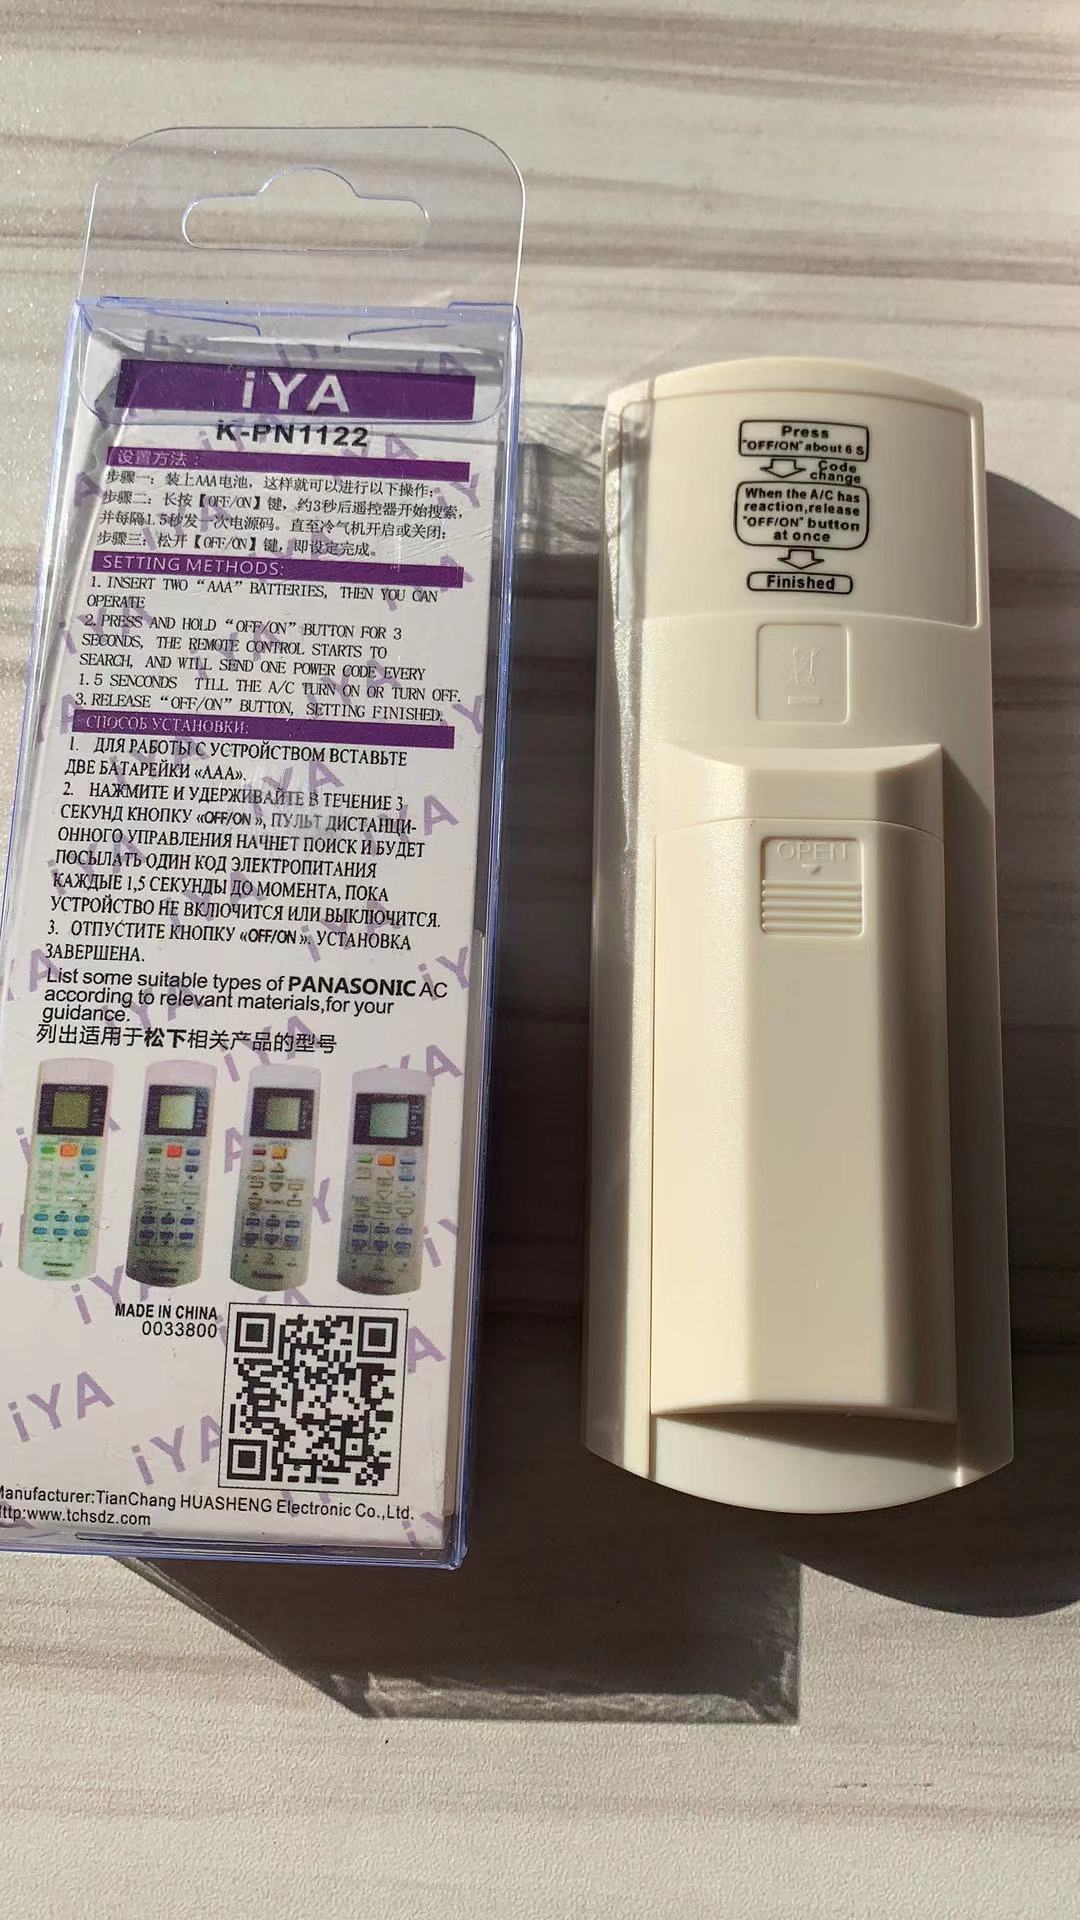 iYA
K-PN1122
设置方法：
步骤一：装上AAA电池，这样就可以进行以下操作；
步骤二：长按【OFF/ON】键，约3秒后遥控器开始搜索，
并每隔1.5秒发一次电源码。直至冷气机开启或关闭；
步骤三：松开【OFF/ON】键，即设定完成。
SETTING METHODS:
1. INSERT TWO “AAA” BATTERIES, THEN YOU CAN
OPERATE
2. PRESS AND HOLD “OFF/ON” BUTTON FOR 3
SECONDS, THE REMOTE CONTROL STARTS TO
SEARCH, AND WILL SEND ONE POWER CODE EVERY
1.5 SENCONDS TILL THE A/C TURN ON OR TURN OFF.
3. RELEASE “OFF/ON” BUTTON, SETTING FINISHED.
СПОСОБ УСТАНОВКИ:
1. ДЛЯ РАБОТЫ С УСТРОЙСТВОМ ВСТАВЬТЕ
ДВЕ БАТАРЕЙКИ «AAA».
2. НАЖМИТЕ И УДЕРЖИВАЙТЕ В ТЕЧЕНИЕ 3
СЕКУНД КНОПКУ «OFF/ON», ПУЛЬТ ДИСТАНЦИ-
ОННОГО УПРАВЛЕНИЯ НАЧНЕТ ПОИСК И БУДЕТ
ПОСЫЛАТЬ ОДИН КОД ЭЛЕКТРОПИТАНИЯ
КАЖДЫЕ 1,5 СЕКУНДЫ ДО МОМЕНТА, ПОКА
УСТРОЙСТВО НЕ ВКЛЮЧИТСЯ ИЛИ ВЫКЛЮЧИТСЯ.
3. ОТПУСТИТЕ КНОПКУ «OFF/ON». УСТАНОВКА
ЗАВЕРШЕНА.
List some suitable types of PANASONIC AC
according to relevant materials,for your
guidance.
列出适用于松下相关产品的型号
MADE IN CHINA
0033800
Manufacturer:TianChang HUASHENG Electronic Co.,Ltd.
http:www.tchsdz.com
Press
"OFF/ON" about 6 S
Code
change
When the A/C has
reaction,release
"OFF/ON" button
at once
Finished
OPEN